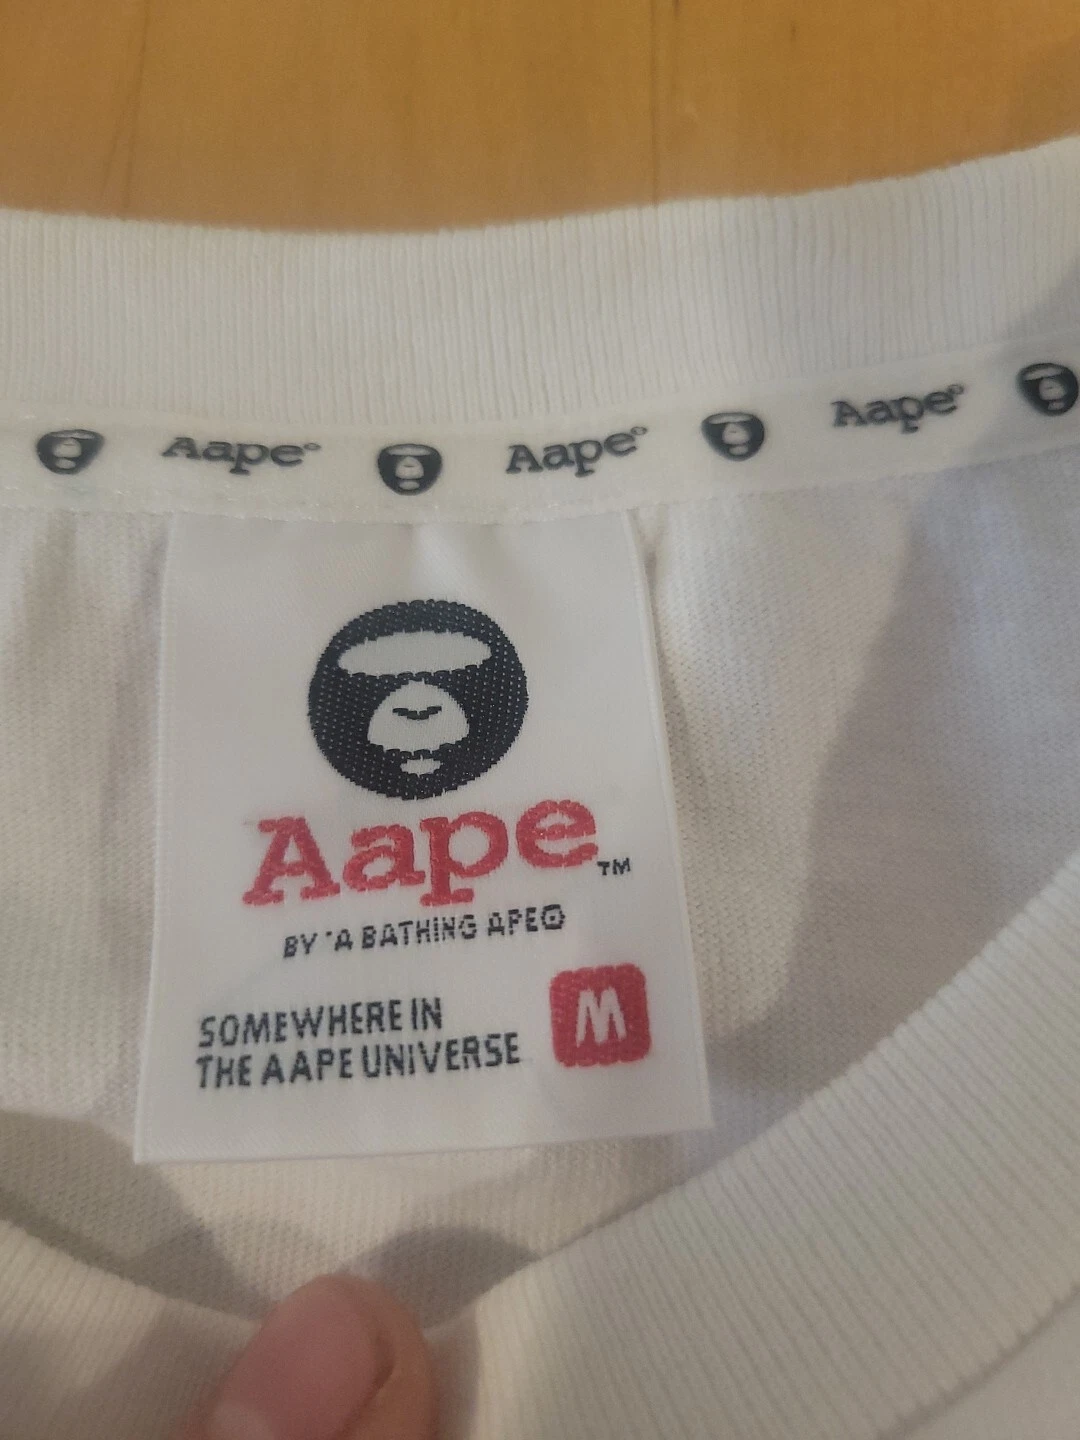 Aape® Aape® Aape®
Aape™
BY *A BATHING APE®
SOMEWHERE IN
THE AAPE UNIVERSE
M